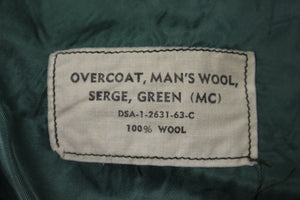 OVERCOAT, MAN'S WOOL,
SERGE, GREEN (MC)
DSA-1-2631-63-C
100% WOOL